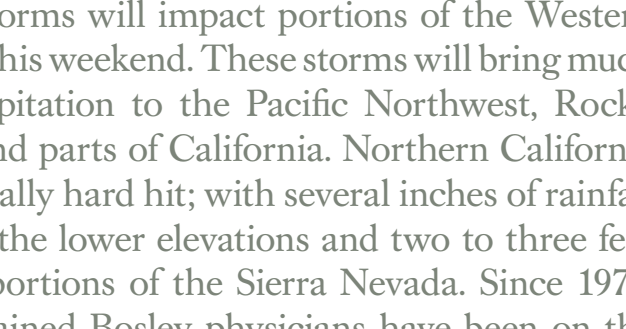 orms will impact portions of the Wester
his weekend. These storms will bring muc
pitation to the Pacific Northwest, Rock
nd parts of California. Northern Californ
ally hard hit; with several inches of rainfa
the lower elevations and two to three fe
portions of the Sierra Nevada. Since 197
ained Bosley physicians have been on th